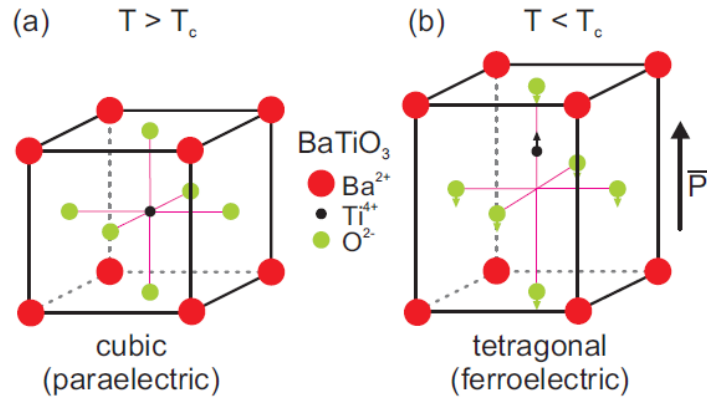 (a) T > Tc
(b) T < Tc
BaTiO3
Ba2+
Ti4+
O2-
P̅
cubic
(paraelectric)
tetragonal
(ferroelectric)